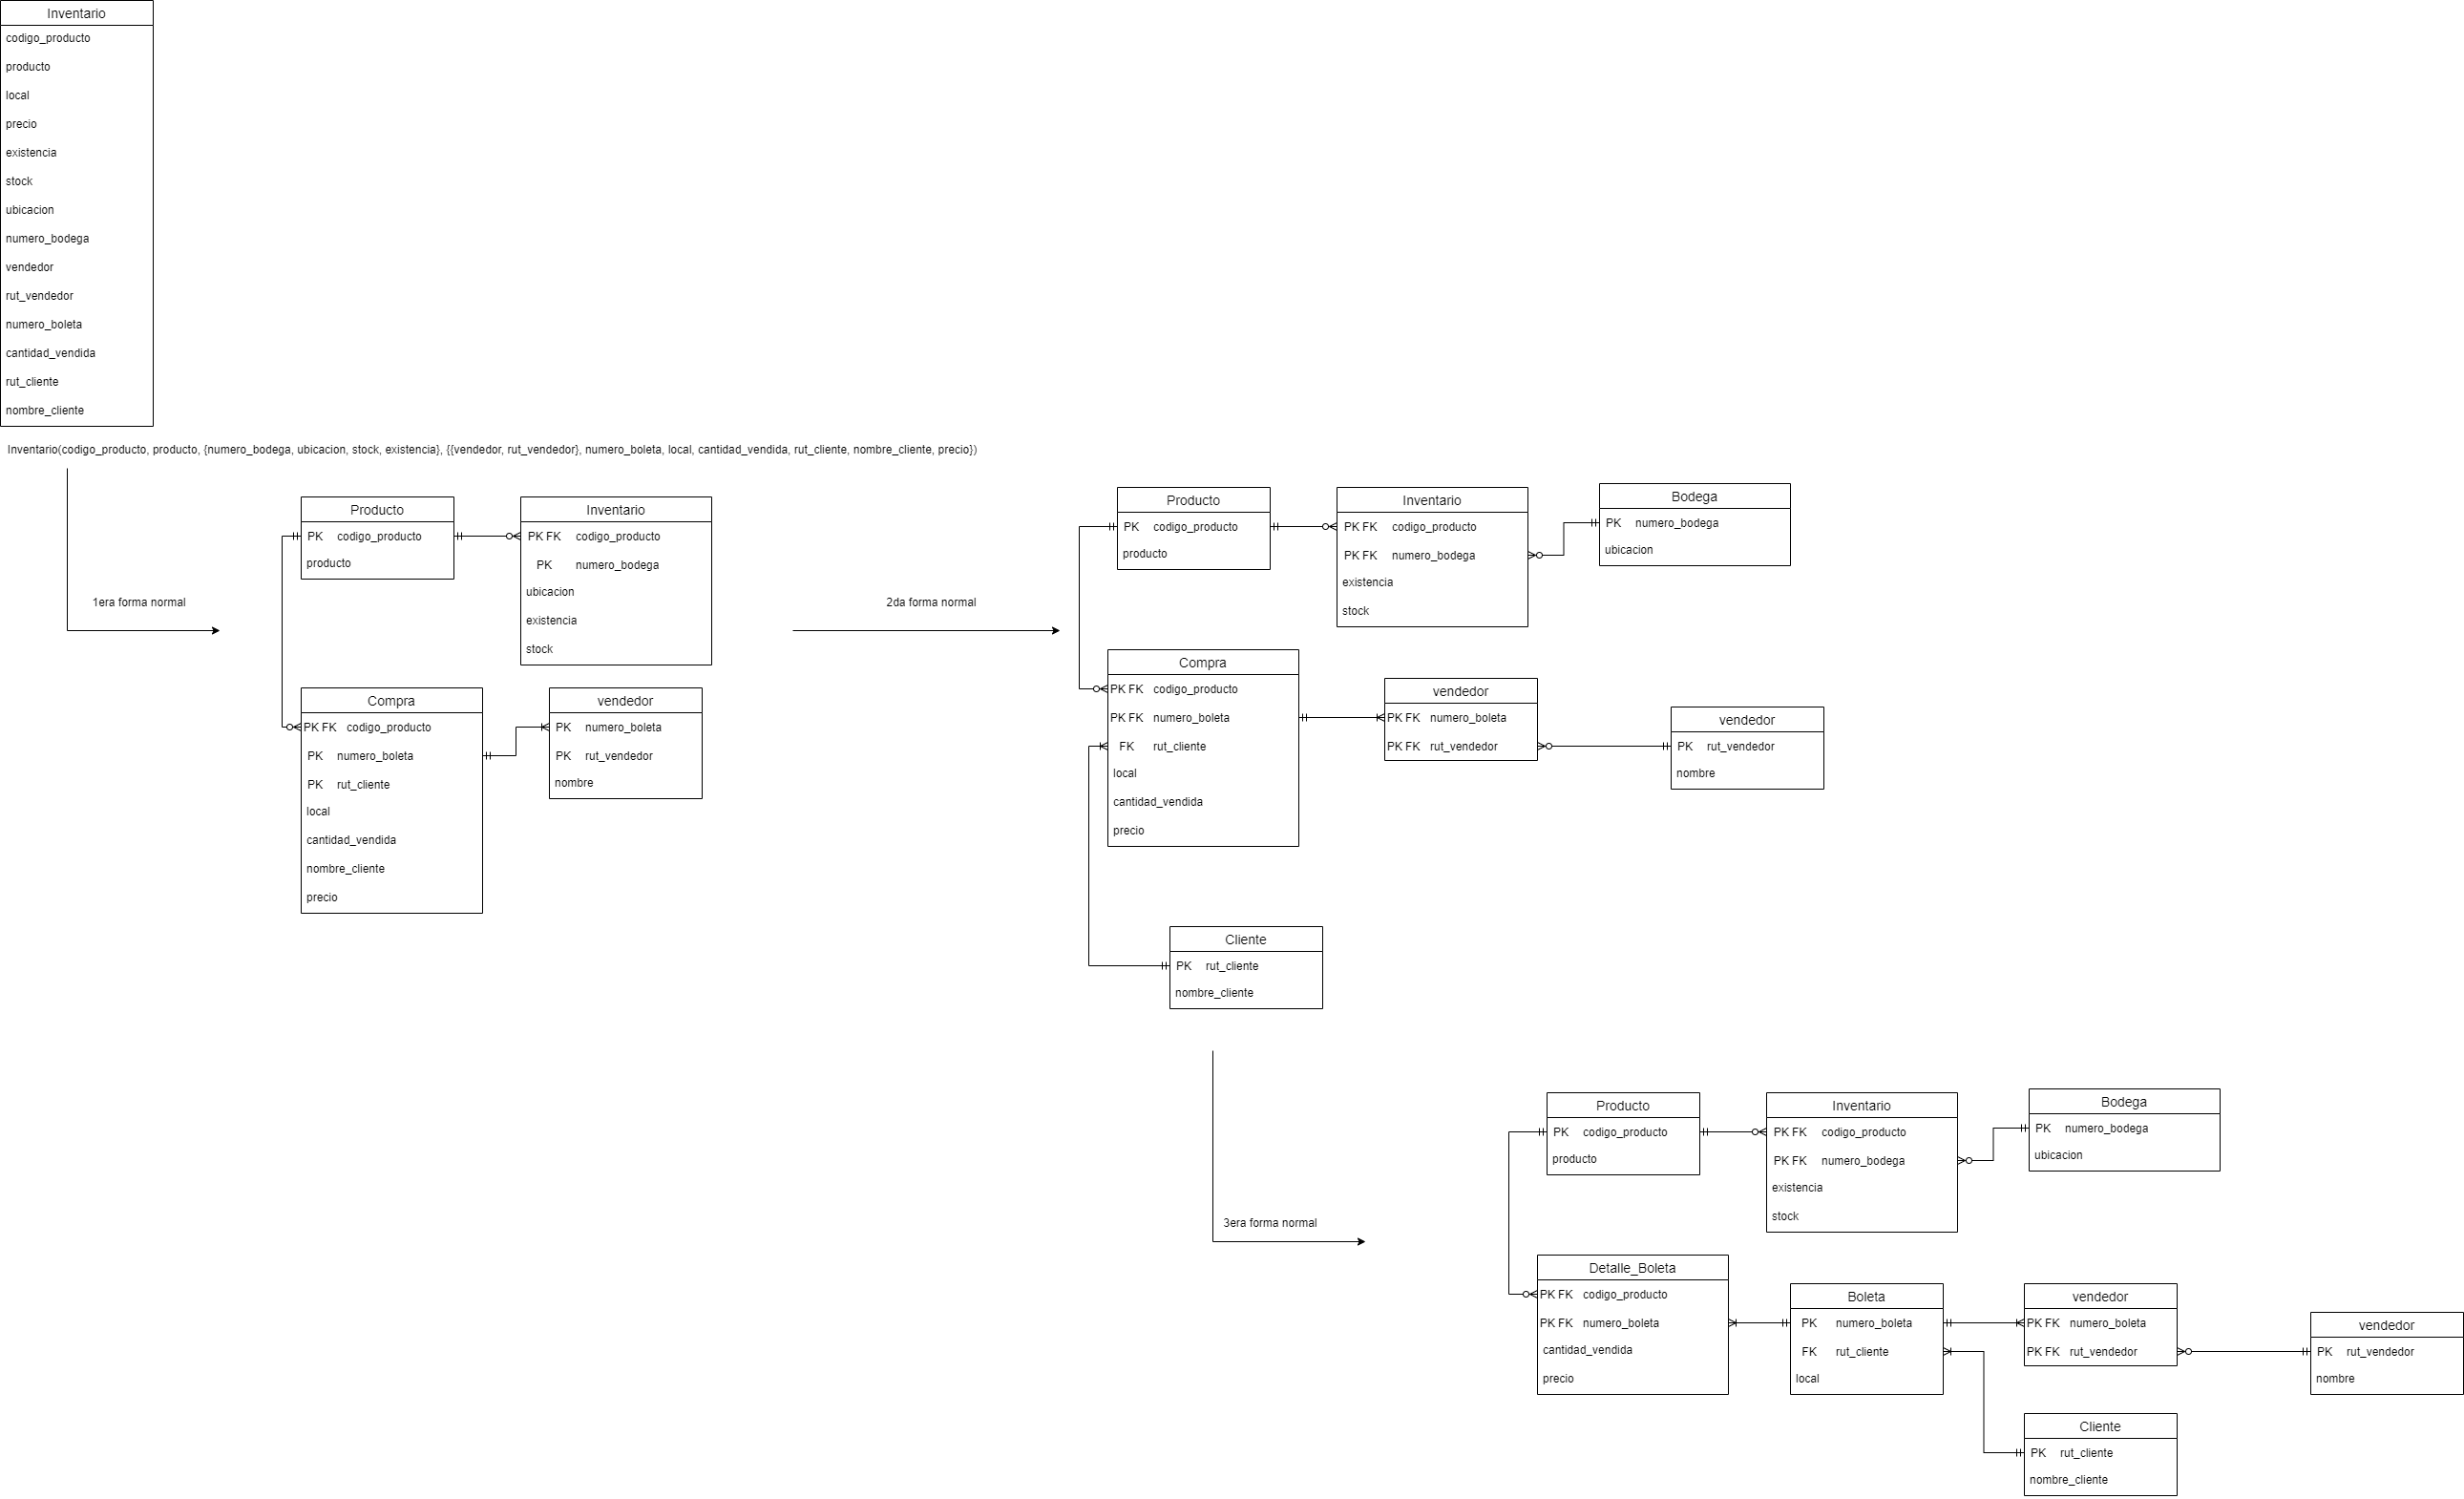 Inventario
codigo_producto
producto
local
precio
existencia
stock
ubicacion
numero_bodega
vendedor
rut_vendedor
numero_boleta
cantidad_vendida
rut_cliente
nombre_cliente
Inventario(codigo_producto, producto, {numero_bodega, ubicacion, stock, existencia}, {{vendedor, rut_vendedor}, numero_boleta, local, cantidad_vendida, rut_cliente, nombre_cliente, precio})
1era forma normal
Producto
PK codigo_producto
producto
Inventario
PK FK codigo_producto
PK numero_bodega
ubicacion
existencia
stock
Compra
PK FK codigo_producto
PK numero_boleta
PK rut_cliente
local
cantidad_vendida
nombre_cliente
precio
vendedor
PK numero_boleta
PK rut_vendedor
nombre
2da forma normal
Producto
PK codigo_producto
producto
Inventario
PK FK codigo_producto
PK FK numero_bodega
existencia
stock
Bodega
PK numero_bodega
ubicacion
Compra
PK FK codigo_producto
PK FK numero_boleta
FK rut_cliente
local
cantidad_vendida
precio
vendedor
PK FK numero_boleta
PK FK rut_vendedor
vendedor
PK rut_vendedor
nombre
Cliente
PK rut_cliente
nombre_cliente
3era forma normal
Producto
PK codigo_producto
producto
Inventario
PK FK codigo_producto
PK FK numero_bodega
existencia
stock
Bodega
PK numero_bodega
ubicacion
Detalle_Boleta
PK FK codigo_producto
PK FK numero_boleta
cantidad_vendida
precio
Boleta
PK numero_boleta
FK rut_cliente
local
vendedor
PK FK numero_boleta
PK FK rut_vendedor
vendedor
PK rut_vendedor
nombre
Cliente
PK rut_cliente
nombre_cliente